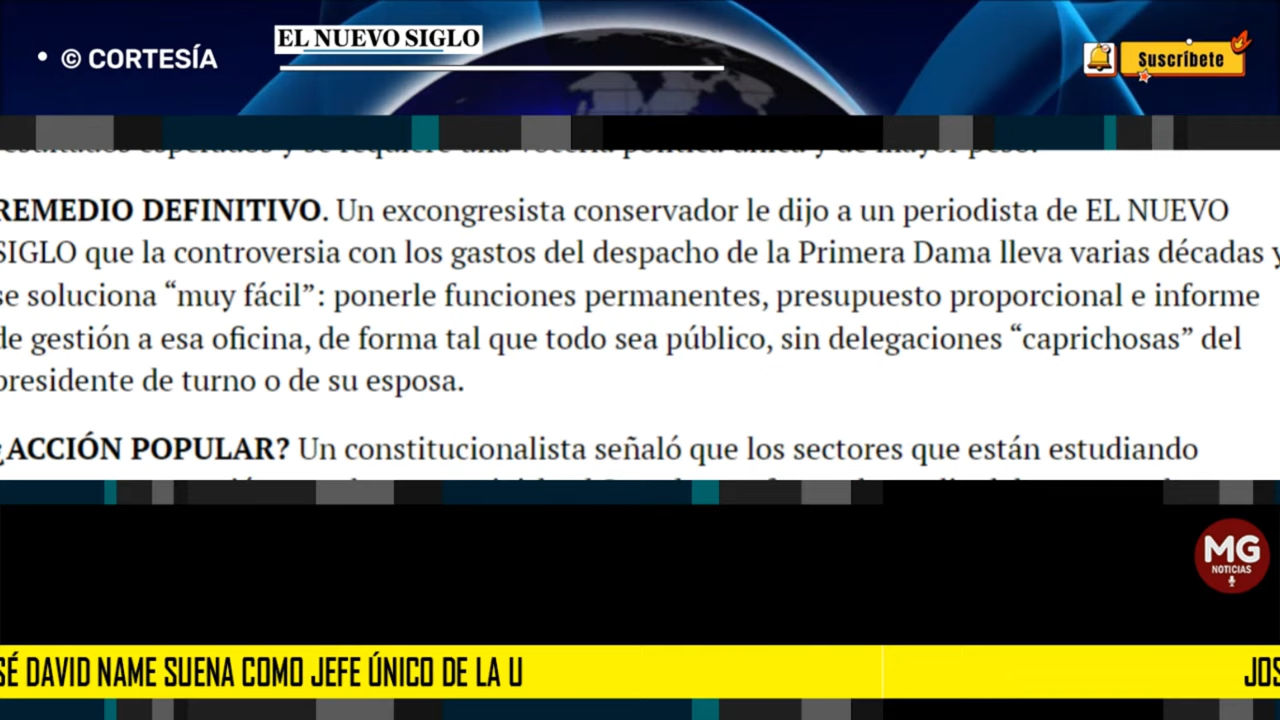 • © CORTESÍA
EL NUEVO SIGLO
Suscríbete
REMEDIO DEFINITIVO. Un excongresista conservador le dijo a un periodista de EL NUEVO
SIGLO que la controversia con los gastos del despacho de la Primera Dama lleva varias décadas y
se soluciona “muy fácil”: ponerle funciones permanentes, presupuesto proporcional e informe
de gestión a esa oficina, de forma tal que todo sea público, sin delegaciones “caprichosas” del
presidente de turno o de su esposa.
¿ACCIÓN POPULAR? Un constitucionalista señaló que los sectores que están estudiando
MG
NOTICIAS
SÉ DAVID NAME SUENA COMO JEFE ÚNICO DE LA U
JOS